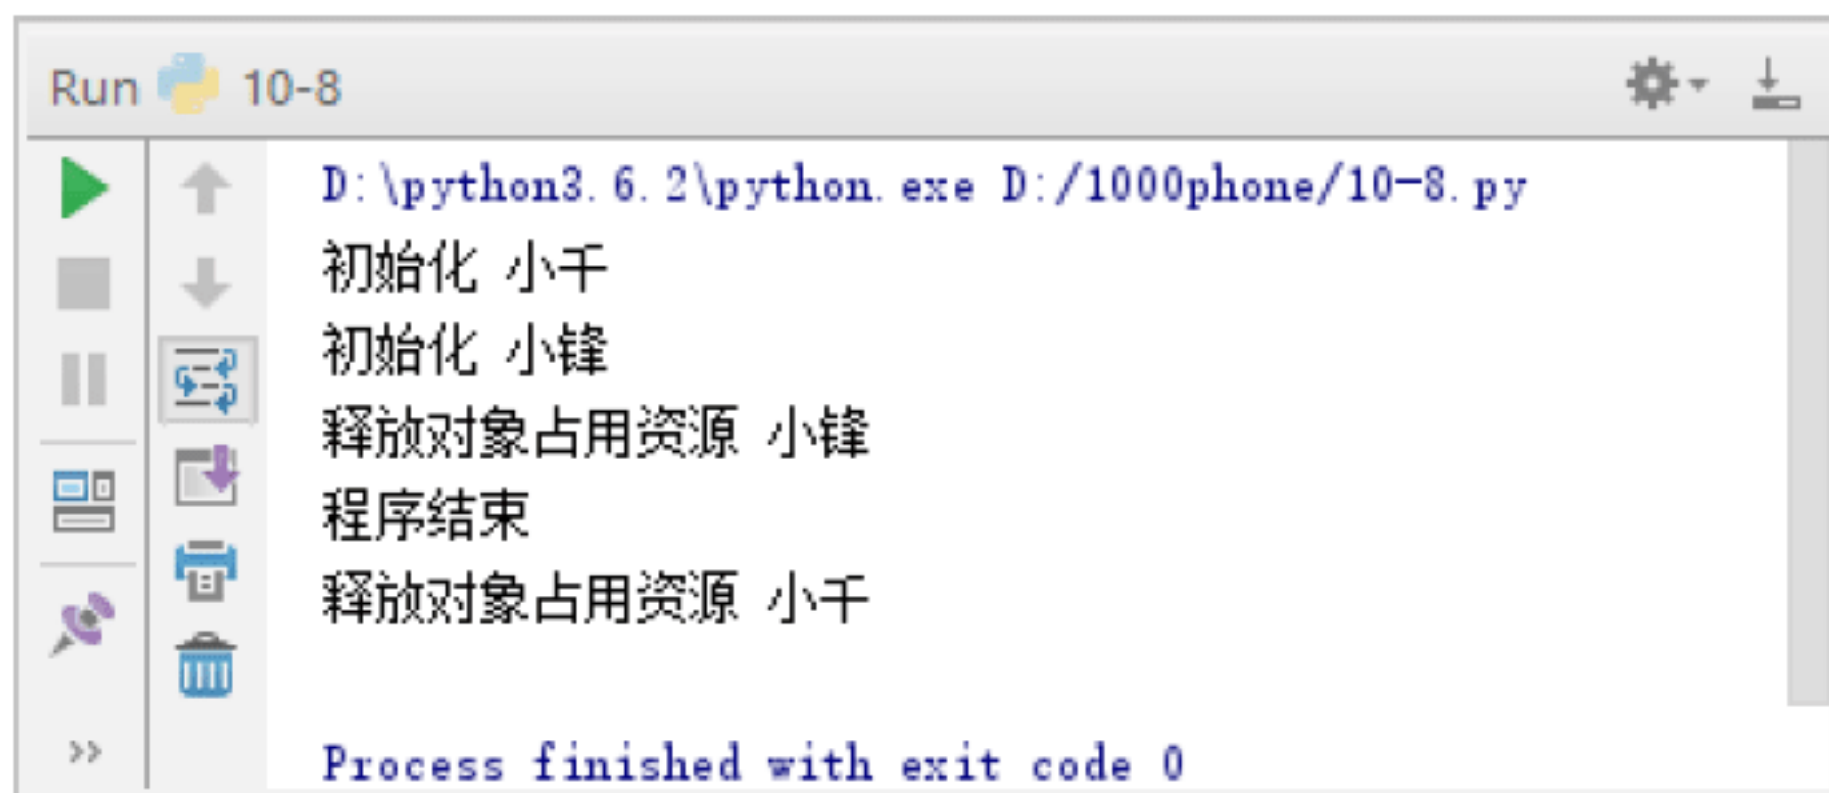 Run 10-8
D:\python3.6.2\python.exe D:/1000phone/10-8.py
初始化 小千
初始化 小锋
释放对象占用资源 小锋
程序结束
释放对象占用资源 小千
Process finished with exit code 0